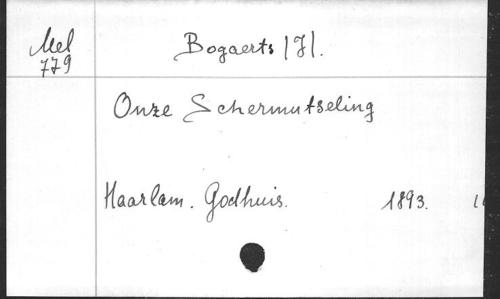 Mel
779
Bogaerts /J/.
Onze Schermutseling
Haarlem. Godhuis. 1893.